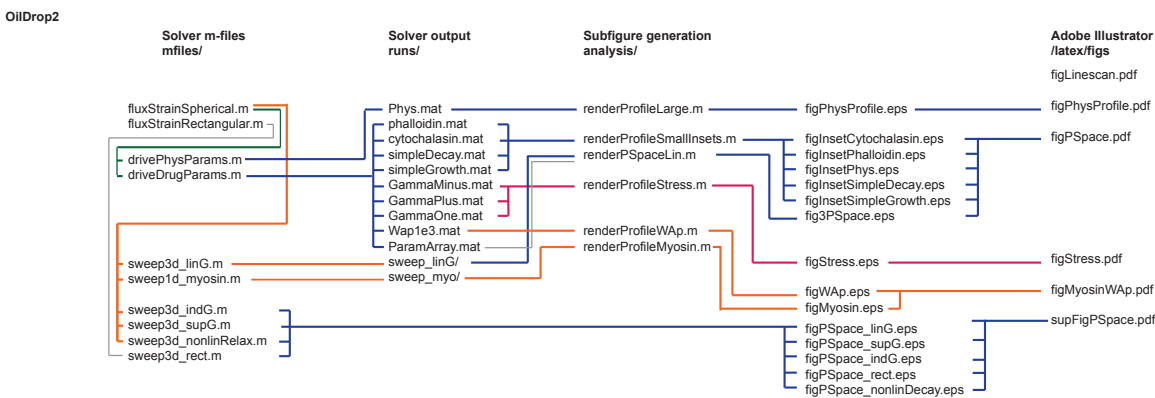 OilDrop2
Solver m-files
mfiles/
Solver output
runs/
Subfigure generation
analysis/
Adobe Illustrator
/latex/figs
figLinescan.pdf
fluxStrainSpherical.m
Phys.mat
renderProfileLarge.m
figPhysProfile.eps
figPhysProfile.pdf
fluxStrainRectangular.m
phalloidin.mat
cytochalasin.mat
renderProfileSmallInsets.m
figInsetCytochalasin.eps
figPSpace.pdf
drivePhysParams.m
simpleDecay.mat
renderPSpaceLin.m
figInsetPhalloidin.eps
driveDrugParams.m
simpleGrowth.mat
figInsetPhys.eps
GammaMinus.mat
renderProfileStress.m
figInsetSimpleDecay.eps
GammaPlus.mat
figInsetSimpleGrowth.eps
GammaOne.mat
fig3PSpace.eps
Wap1e3.mat
renderProfileWAp.m
ParamArray.mat
renderProfileMyosin.m
sweep3d_linG.m
sweep_linG/
figStress.eps
figStress.pdf
sweep1d_myosin.m
sweep_myo/
figWAp.eps
figMyosinWAp.pdf
figMyosin.eps
sweep3d_indG.m
sweep3d_supG.m
figPSpace_linG.eps
supFigPSpace.pdf
sweep3d_nonlinRelax.m
figPSpace_supG.eps
sweep3d_rect.m
figPSpace_indG.eps
figPSpace_rect.eps
figPSpace_nonlinDecay.eps